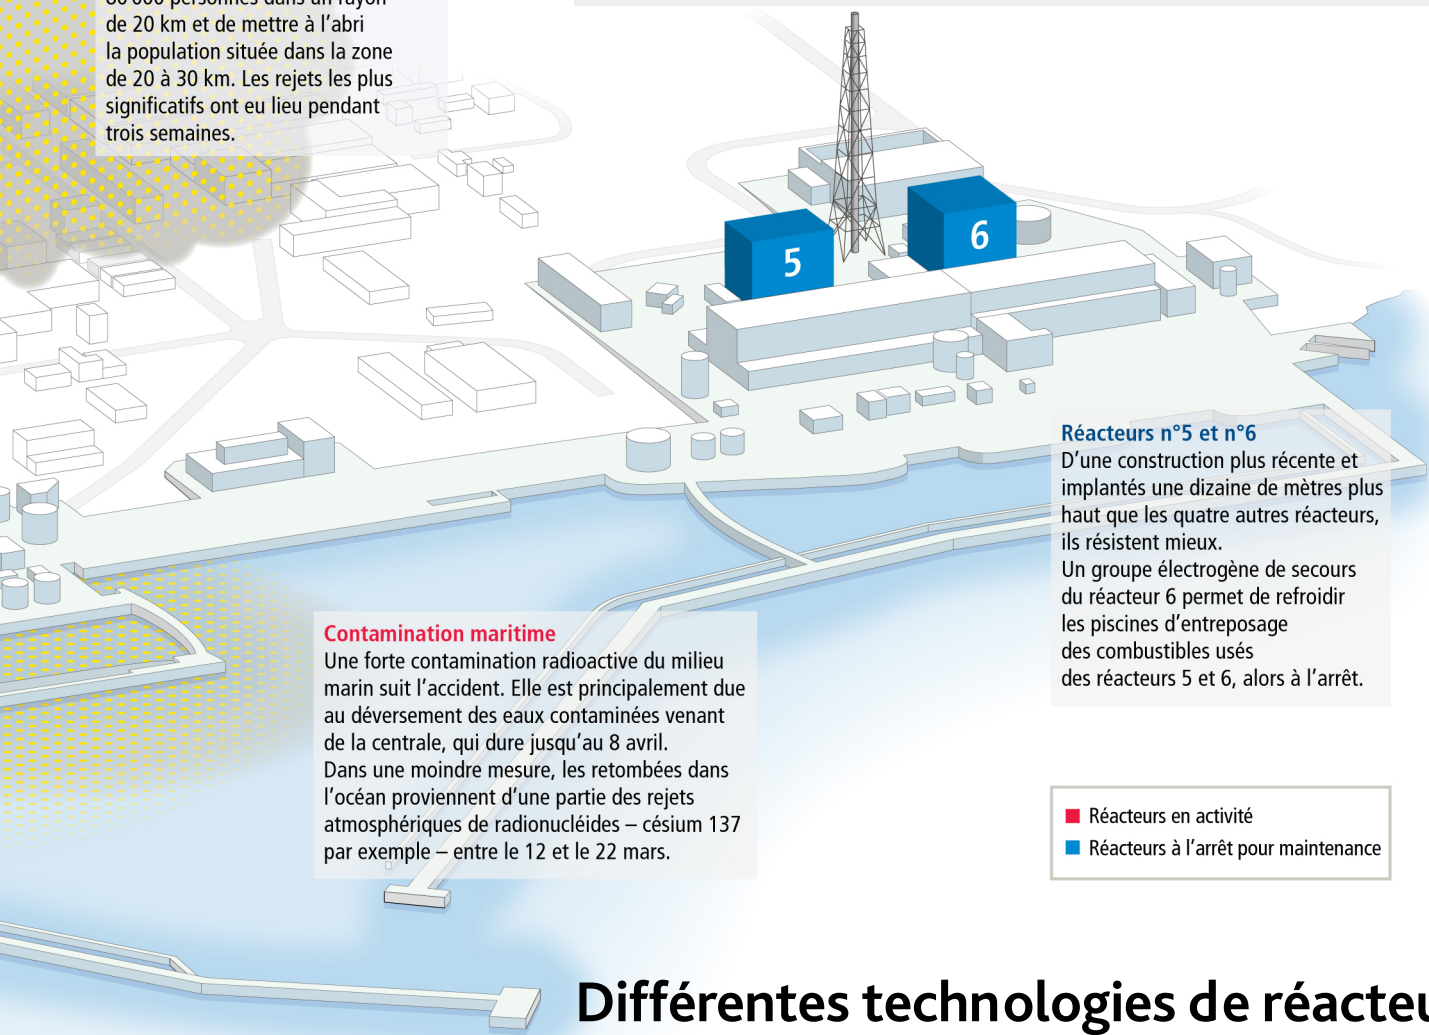 de 20 km et de mettre à l'abri
la population située dans la zone
de 20 à 30 km. Les rejets les plus
significatifs ont eu lieu pendant
trois semaines.
5
6
Réacteurs n°5 et n°6
D'une construction plus récente et
implantés une dizaine de mètres plus
haut que les quatre autres réacteurs,
ils résistent mieux.
Un groupe électrogène de secours
du réacteur 6 permet de refroidir
les piscines d'entreposage
des combustibles usés
des réacteurs 5 et 6, alors à l'arrêt.
Contamination maritime
Une forte contamination radioactive du milieu
marin suit l'accident. Elle est principalement due
au déversement des eaux contaminées venant
de la centrale, qui dure jusqu'au 8 avril.
Dans une moindre mesure, les retombées dans
l'océan proviennent d'une partie des rejets
atmosphériques de radionucléides – césium 137
par exemple – entre le 12 et le 22 mars.
Réacteurs en activité
Réacteurs à l'arrêt pour maintenance
Différentes technologies de